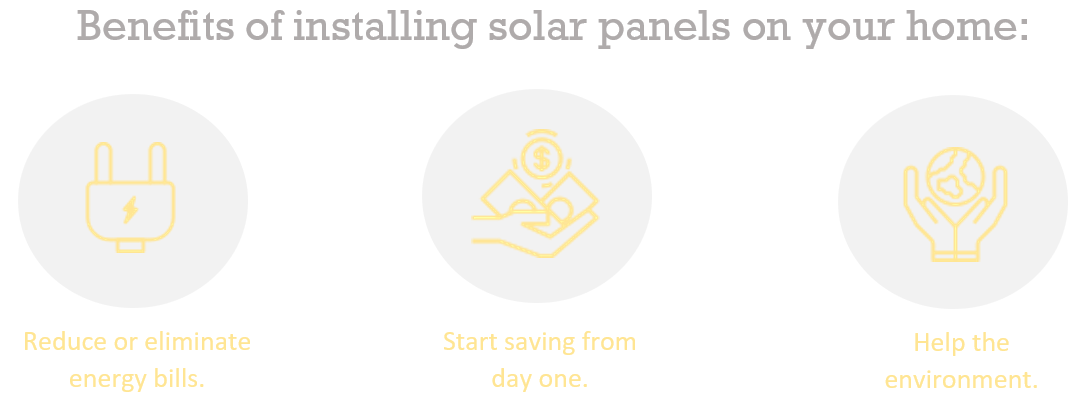 Benefits of installing solar panels on your home:
$
Reduce or eliminate
energy bills.
Start saving from
day one.
Help the
environment.